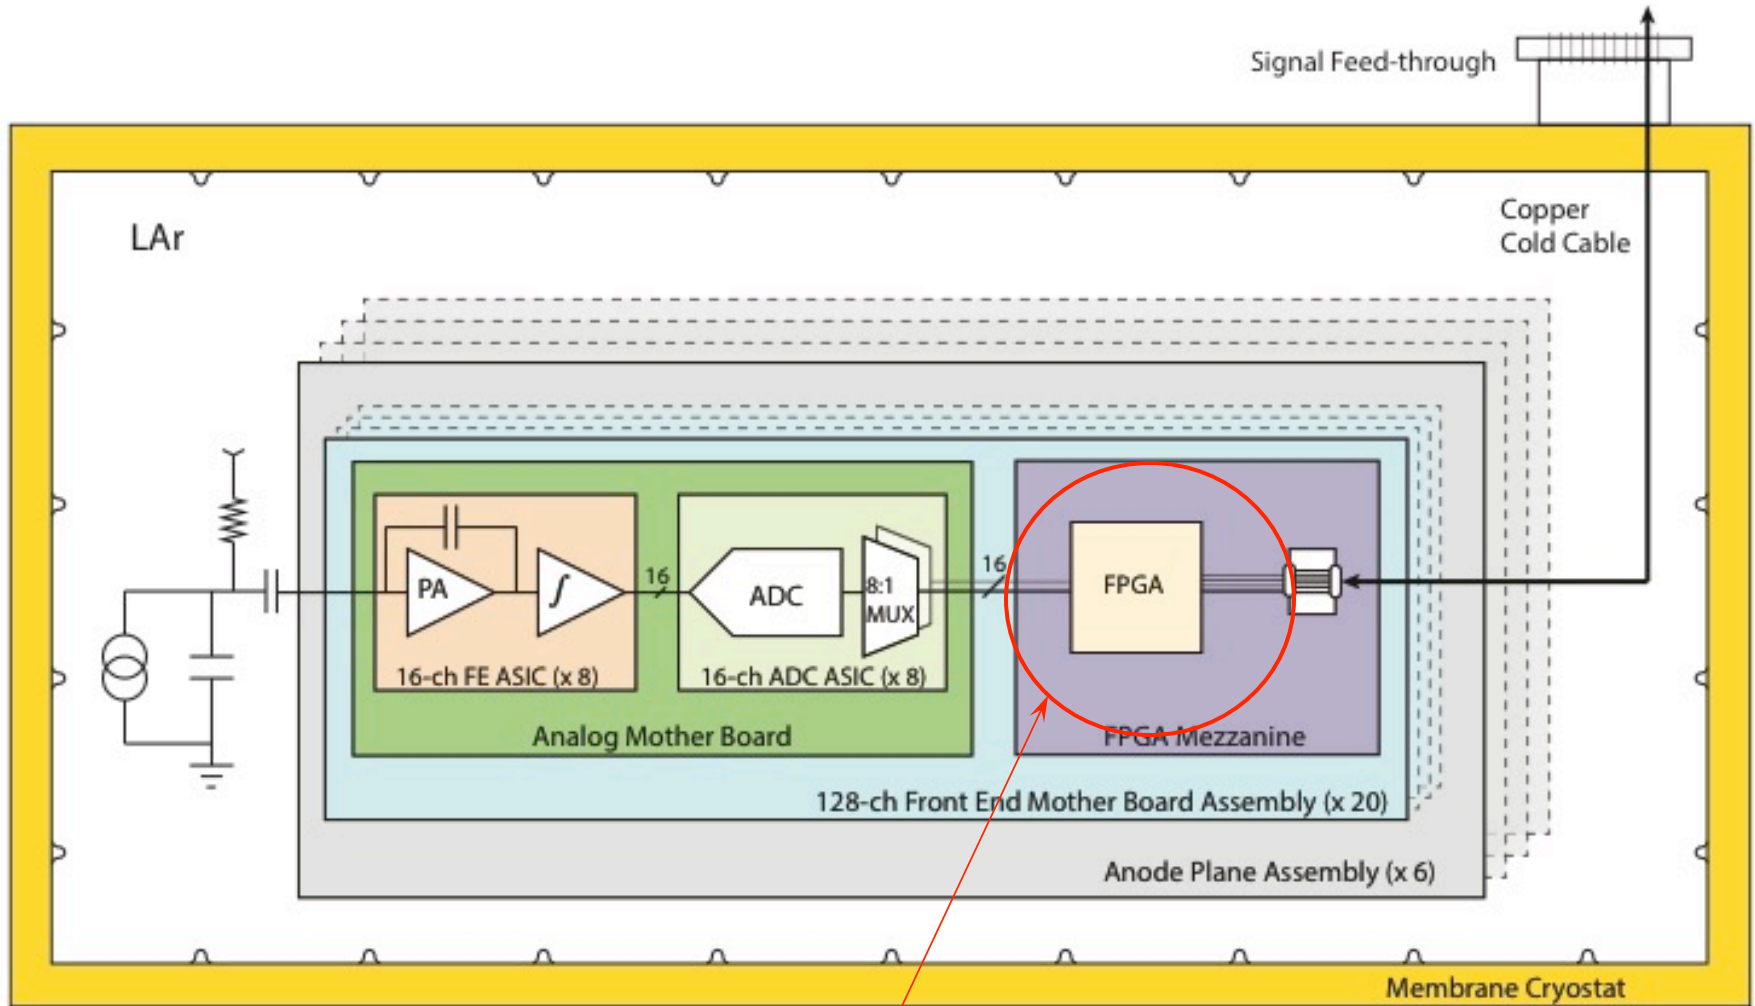 Signal Feed-through
Copper
Cold Cable
LAr
PA
∫
16
ADC
8:1
MUX
16
FPGA
16-ch FE ASIC (x 8)
16-ch ADC ASIC (x 8)
Analog Mother Board
FPGA Mezzanine
128-ch Front End Mother Board Assembly (x 20)
Anode Plane Assembly (x 6)
Membrane Cryostat